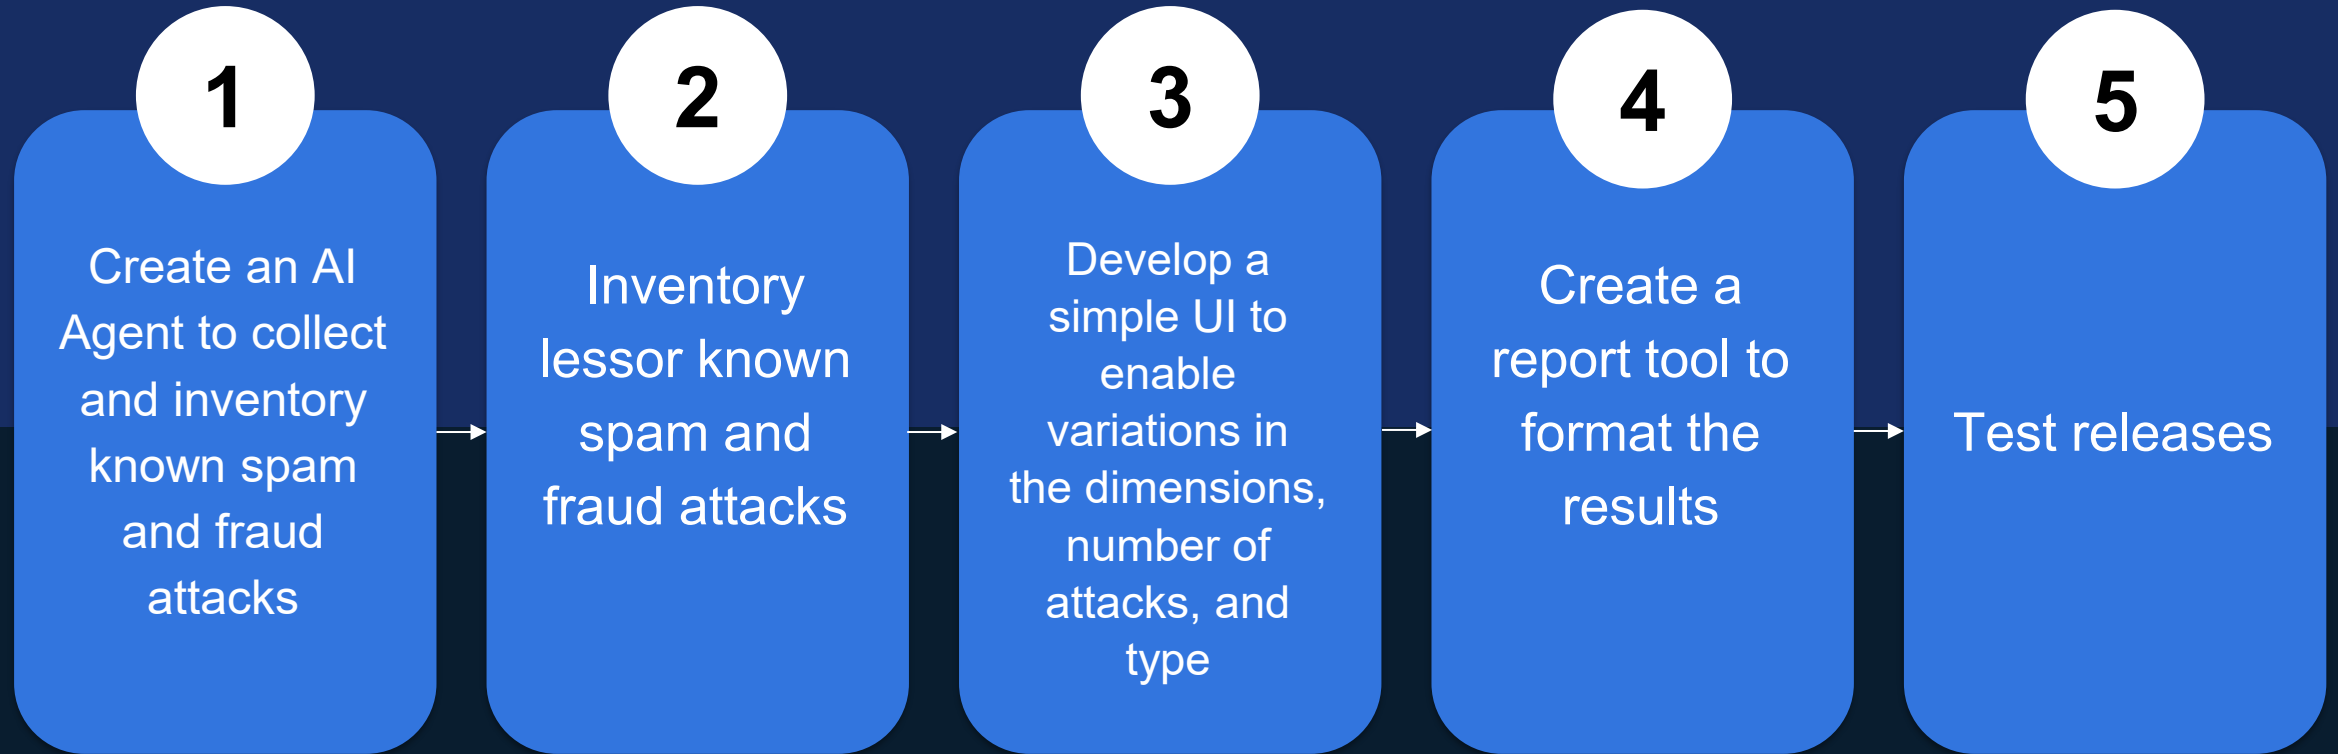 1
Create an AI
Agent to collect
and inventory
known spam
and fraud
attacks
2
Inventory
lessor known
spam and
fraud attacks
3
Develop a
simple UI to
enable
variations in
the dimensions,
number of
attacks, and
type
4
Create a
report tool to
format the
results
5
Test releases